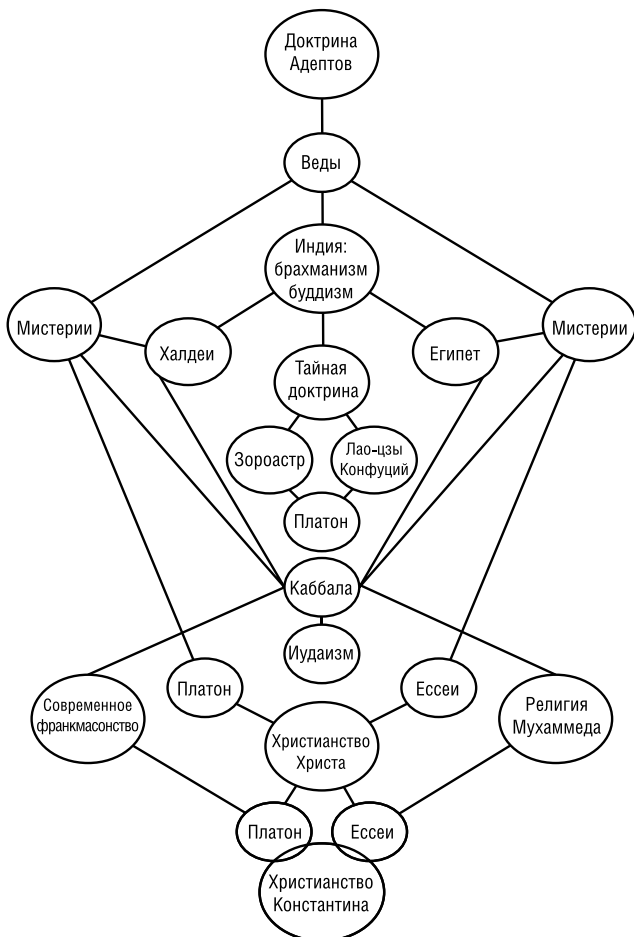 Доктрина
Адептов
Веды
Индия:
брахманизм
буддизм
Мистерии
Мистерии
Халдеи
Египет
Тайная
доктрина
Зороастр
Лао-цзы
Конфуций
Платон
Каббала
Иудаизм
Платон
Ессеи
Современное
франкмасонство
Религия
Мухаммеда
Христианство
Христа
Платон
Ессеи
Христианство
Константина